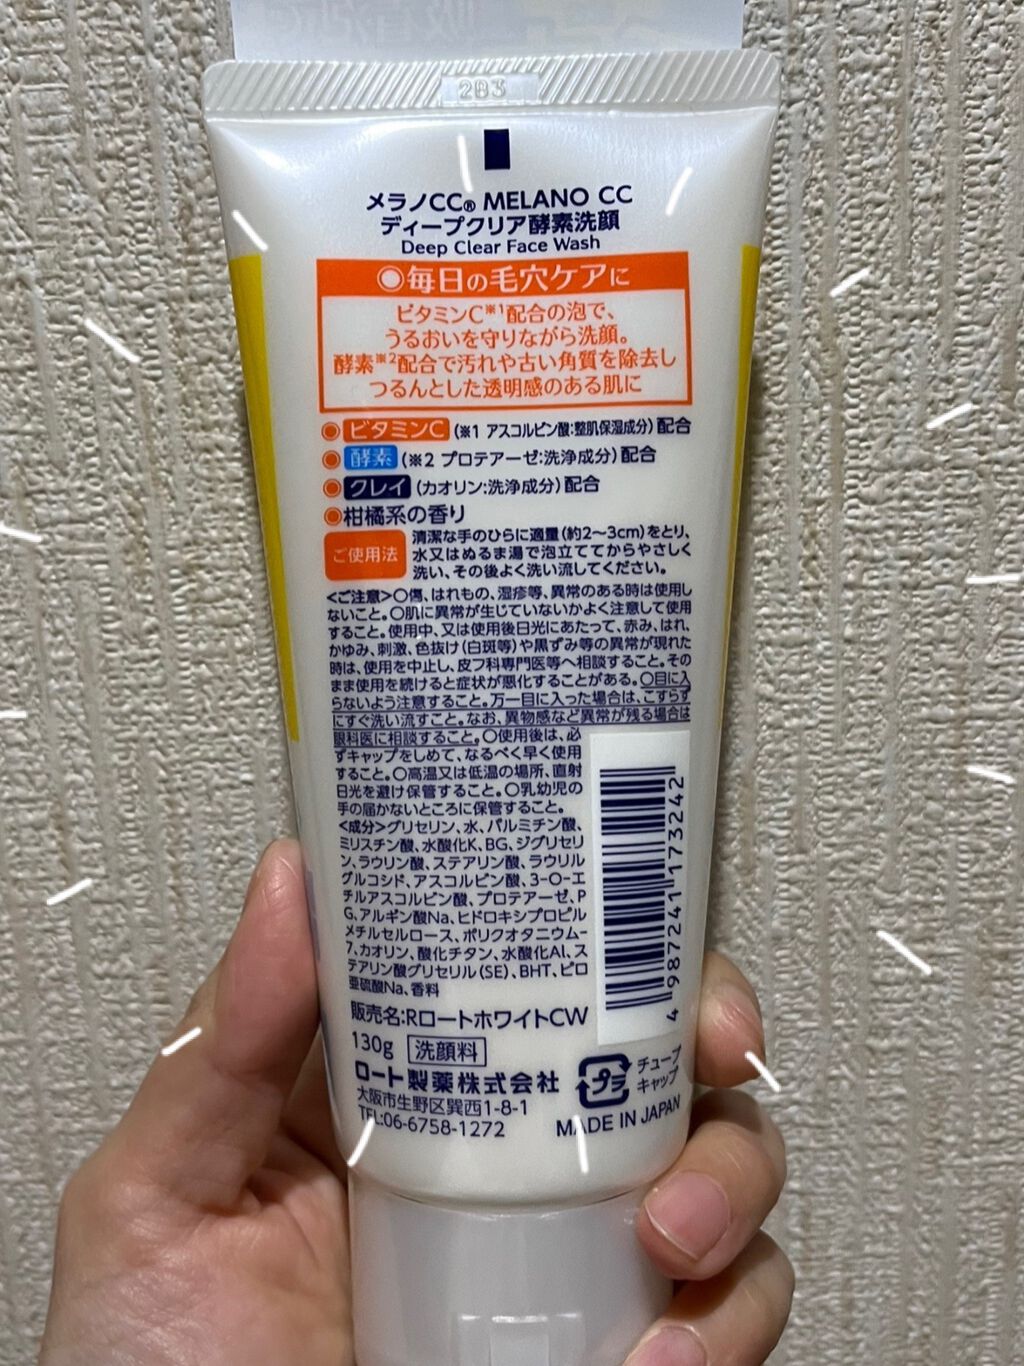 2B3
メラノCC® MELANO CC
ディープクリア酵素洗顔
Deep Clear Face Wash
◉毎日の毛穴ケアに
ビタミンC※1配合の泡で、
うるおいを守りながら洗顔。
酵素※2配合で汚れや古い角質を除去し
つるんとした透明感のある肌に
◉ビタミンC(※1 アスコルビン酸:整肌保湿成分)配合
◉酵素(※2 プロテアーゼ:洗浄成分)配合
◉クレイ(カオリン:洗浄成分)配合
◉柑橘系の香り
ご使用法
清潔な手のひらに適量(約2〜3cm)をとり、
水又はぬるま湯で泡立ててからやさしく
洗い、その後よく洗い流してください。
<ご注意>○傷、はれもの、湿疹等、異常のある時は使用し
ないこと。○肌に異常が生じていないかよく注意して使用
すること。使用中、又は使用後日光にあたって、赤み、はれ、
かゆみ、刺激、色抜け(白斑等)や黒ずみ等の異常が現れた
時は、使用を中止し、皮フ科専門医等へ相談すること。その
まま使用を続けると症状が悪化することがある。○目に入
らないよう注意すること。万一目に入った場合は、こすらず
にすぐ洗い流すこと。なお、異物感など異常が残る場合は
眼科医に相談すること。○使用後は、必
ずキャップをしめて、なるべく早く使用
すること。○高温又は低温の場所、直射
日光を避け保管すること。○乳幼児の
手の届かないところに保管すること。
<成分>グリセリン、水、パルミチン酸、
ミリスチン酸、水酸化K、BG、ジグリセリ
ン、ラウリン酸、ステアリン酸、ラウリル
グルコシド、アスコルビン酸、3-O-エ
チルアスコルビン酸、プロテアーゼ、P
G、アルギン酸Na、ヒドロキシプロピル
メチルセルロース、ポリクオタニウム-
7、カオリン、酸化チタン、水酸化Al、ス
テアリン酸グリセリル(SE)、BHT、ピロ
亜硫酸Na、香料
4 987241 173242
販売名:RロートホワイトCW
130g 洗顔料
ロート製薬株式会社
大阪市生野区巽西1-8-1
TEL:06-6758-1272
プラ
チューブ
キャップ
MADE IN JAPAN